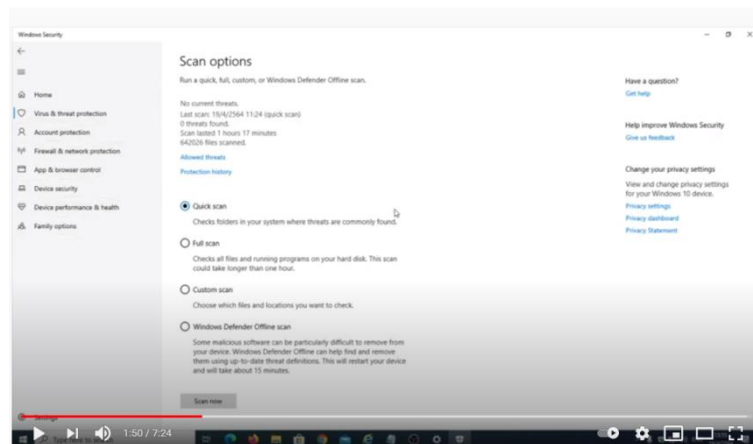 Windows Security
Home
Virus & threat protection
Account protection
Firewall & network protection
App & browser control
Device security
Device performance & health
Family options
Settings
Scan options
Run a quick, full, custom, or Windows Defender Offline scan.
No current threats.
Last scan: 19/4/2564 11:24 (quick scan)
0 threats found.
Scan lasted 1 hours 17 minutes
642026 files scanned.
Allowed threats
Protection history
Quick scan
Checks folders in your system where threats are commonly found.
Full scan
Checks all files and running programs on your hard disk. This scan
could take longer than one hour.
Custom scan
Choose which files and locations you want to check.
Windows Defender Offline scan
Some malicious software can be particularly difficult to remove from
your device. Windows Defender Offline can help find and remove
them using up-to-date threat definitions. This will restart your device
and will take about 15 minutes.
Scan now
Have a question?
Get help
Help improve Windows Security
Give us feedback
Change your privacy settings
View and change privacy settings
for your Windows 10 device.
Privacy settings
Privacy dashboard
Privacy Statement
Type here to search
1:50 / 7:24